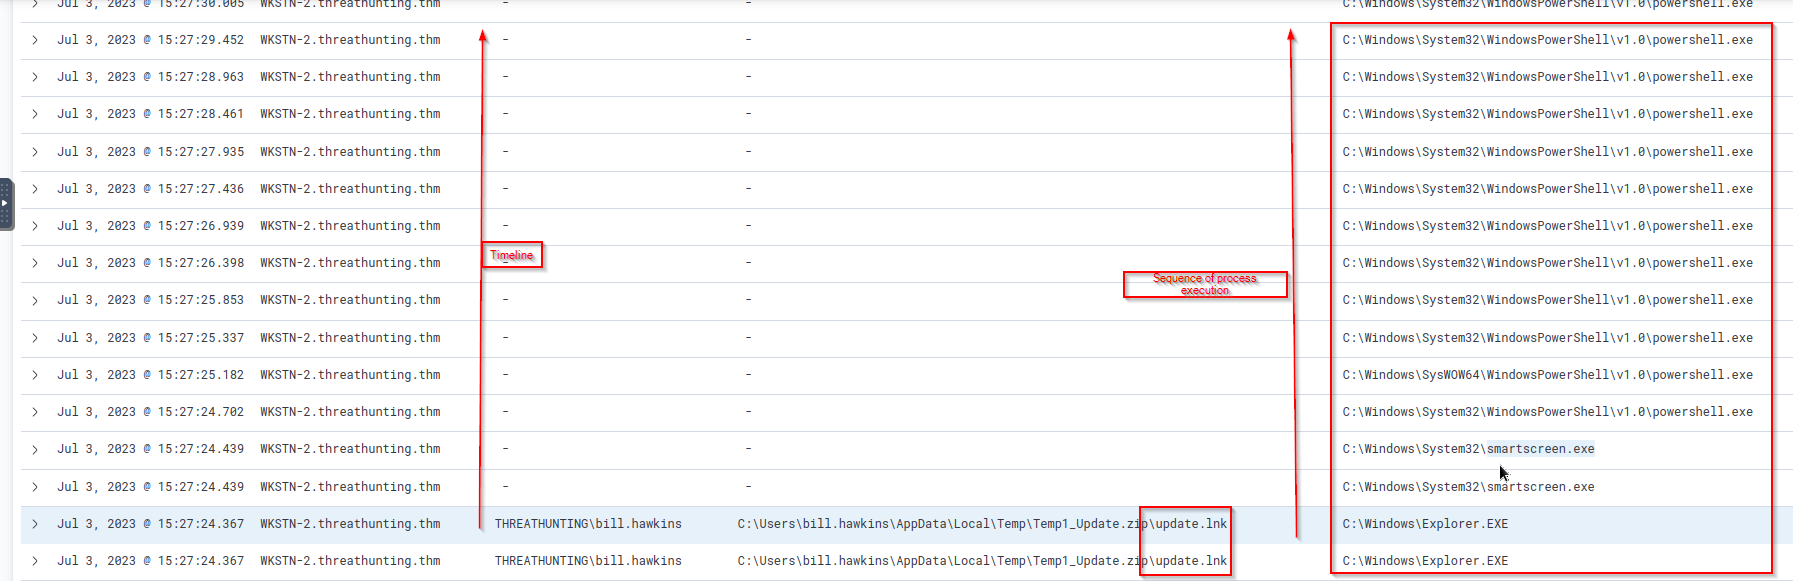 Jul 3, 2023 @ 15:27:30.005 WKSTN-2.threathunting.thm - - C:\Windows\System32\WindowsPowerShell\v1.0\powershell.exe
Jul 3, 2023 @ 15:27:29.452 WKSTN-2.threathunting.thm - - C:\Windows\System32\WindowsPowerShell\v1.0\powershell.exe
Jul 3, 2023 @ 15:27:28.963 WKSTN-2.threathunting.thm - - C:\Windows\System32\WindowsPowerShell\v1.0\powershell.exe
Jul 3, 2023 @ 15:27:28.461 WKSTN-2.threathunting.thm - - C:\Windows\System32\WindowsPowerShell\v1.0\powershell.exe
Jul 3, 2023 @ 15:27:27.935 WKSTN-2.threathunting.thm - - C:\Windows\System32\WindowsPowerShell\v1.0\powershell.exe
Jul 3, 2023 @ 15:27:27.436 WKSTN-2.threathunting.thm - - C:\Windows\System32\WindowsPowerShell\v1.0\powershell.exe
Jul 3, 2023 @ 15:27:26.939 WKSTN-2.threathunting.thm - - C:\Windows\System32\WindowsPowerShell\v1.0\powershell.exe
Timeline
Jul 3, 2023 @ 15:27:26.398 WKSTN-2.threathunting.thm - - C:\Windows\System32\WindowsPowerShell\v1.0\powershell.exe
Sequence of process
execution
Jul 3, 2023 @ 15:27:25.853 WKSTN-2.threathunting.thm - - C:\Windows\System32\WindowsPowerShell\v1.0\powershell.exe
Jul 3, 2023 @ 15:27:25.337 WKSTN-2.threathunting.thm - - C:\Windows\System32\WindowsPowerShell\v1.0\powershell.exe
Jul 3, 2023 @ 15:27:25.182 WKSTN-2.threathunting.thm - - C:\Windows\SysWOW64\WindowsPowerShell\v1.0\powershell.exe
Jul 3, 2023 @ 15:27:24.702 WKSTN-2.threathunting.thm - - C:\Windows\System32\WindowsPowerShell\v1.0\powershell.exe
Jul 3, 2023 @ 15:27:24.439 WKSTN-2.threathunting.thm - - C:\Windows\System32\smartscreen.exe
Jul 3, 2023 @ 15:27:24.439 WKSTN-2.threathunting.thm - - C:\Windows\System32\smartscreen.exe
Jul 3, 2023 @ 15:27:24.367 WKSTN-2.threathunting.thm THREATHUNTING\bill.hawkins C:\Users\bill.hawkins\AppData\Local\Temp\Temp1_Update.zip\update.lnk C:\Windows\Explorer.EXE
Jul 3, 2023 @ 15:27:24.367 WKSTN-2.threathunting.thm THREATHUNTING\bill.hawkins C:\Users\bill.hawkins\AppData\Local\Temp\Temp1_Update.zip\update.lnk C:\Windows\Explorer.EXE